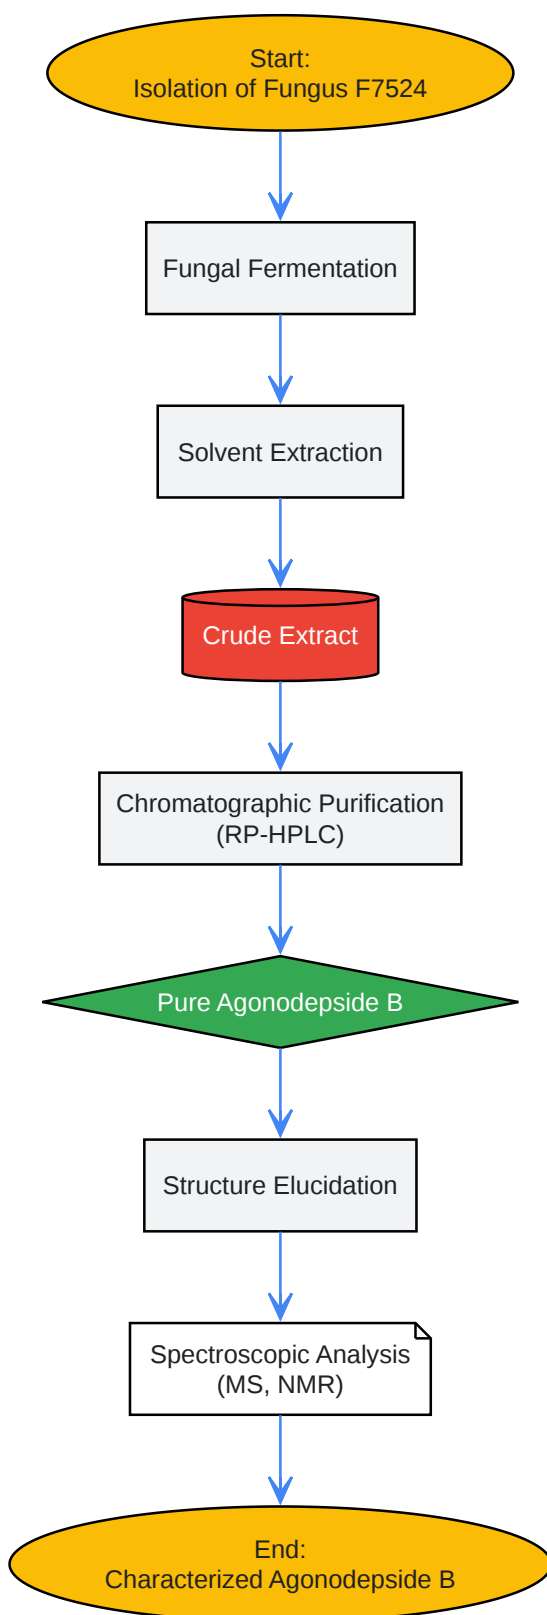 Start:
Isolation of Fungus F7524
Fungal Fermentation
Solvent Extraction
Crude Extract
Chromatographic Purification
(RP-HPLC)
Pure Agonodepside B
Structure Elucidation
Spectroscopic Analysis
(MS, NMR)
End:
Characterized Agonodepside B